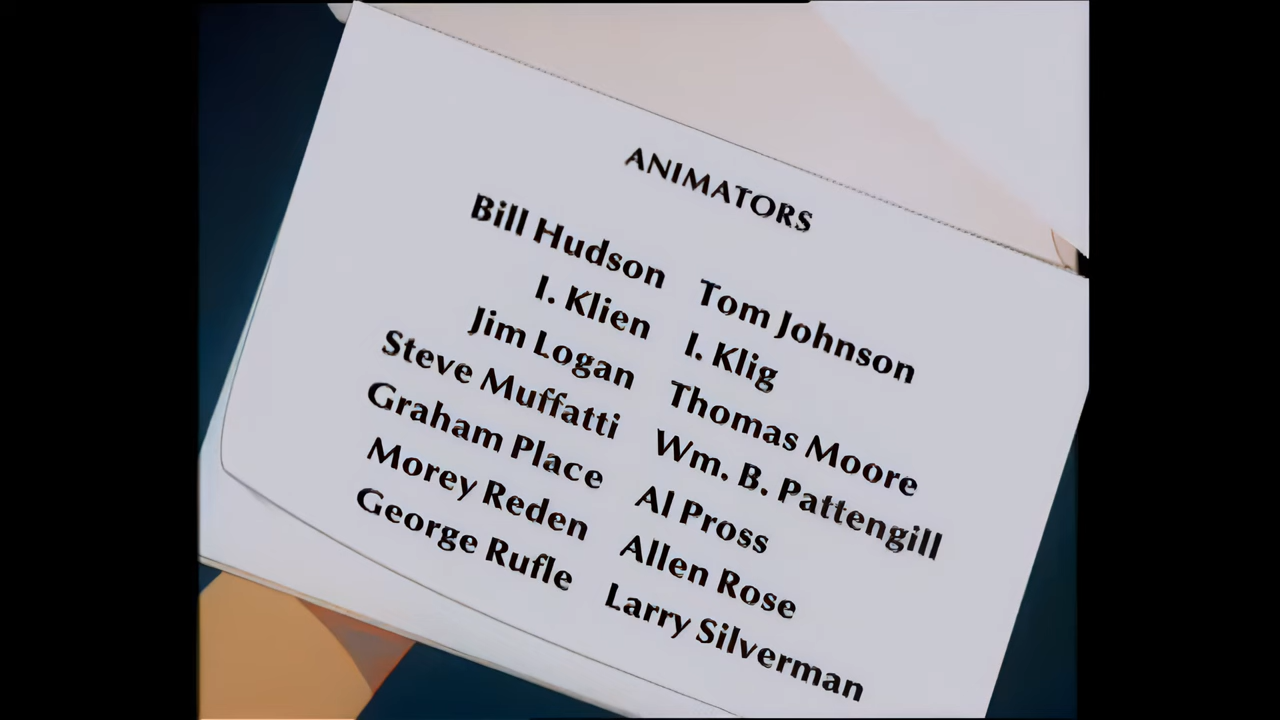 ANIMATORS
Bill Hudson Tom Johnson
I. Klien I. Klig
Jim Logan Thomas Moore
Steve Muffatti Wm. B. Pattengill
Graham Place Al Pross
Morey Reden Allen Rose
George Rufle Larry Silverman